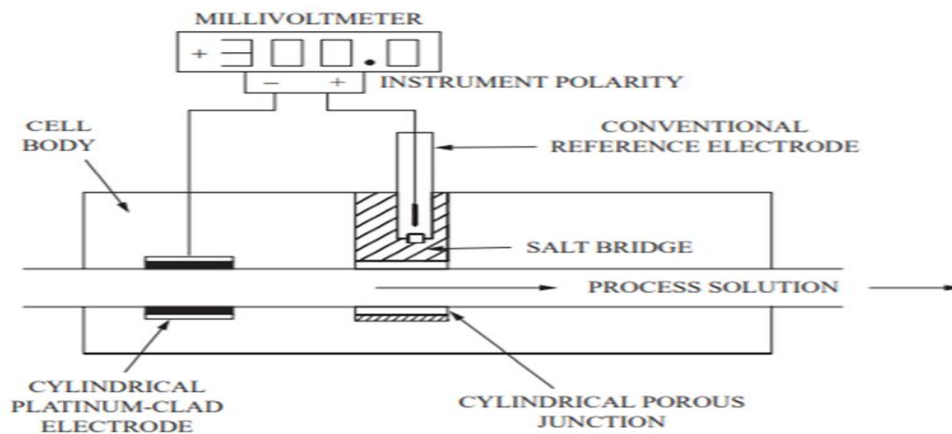 MILLIVOLTMETER
+ 300.0
− +
INSTRUMENT POLARITY
CELL
BODY
CONVENTIONAL
REFERENCE ELECTRODE
SALT BRIDGE
PROCESS SOLUTION
CYLINDRICAL
PLATINUM-CLAD
ELECTRODE
CYLINDRICAL POROUS
JUNCTION